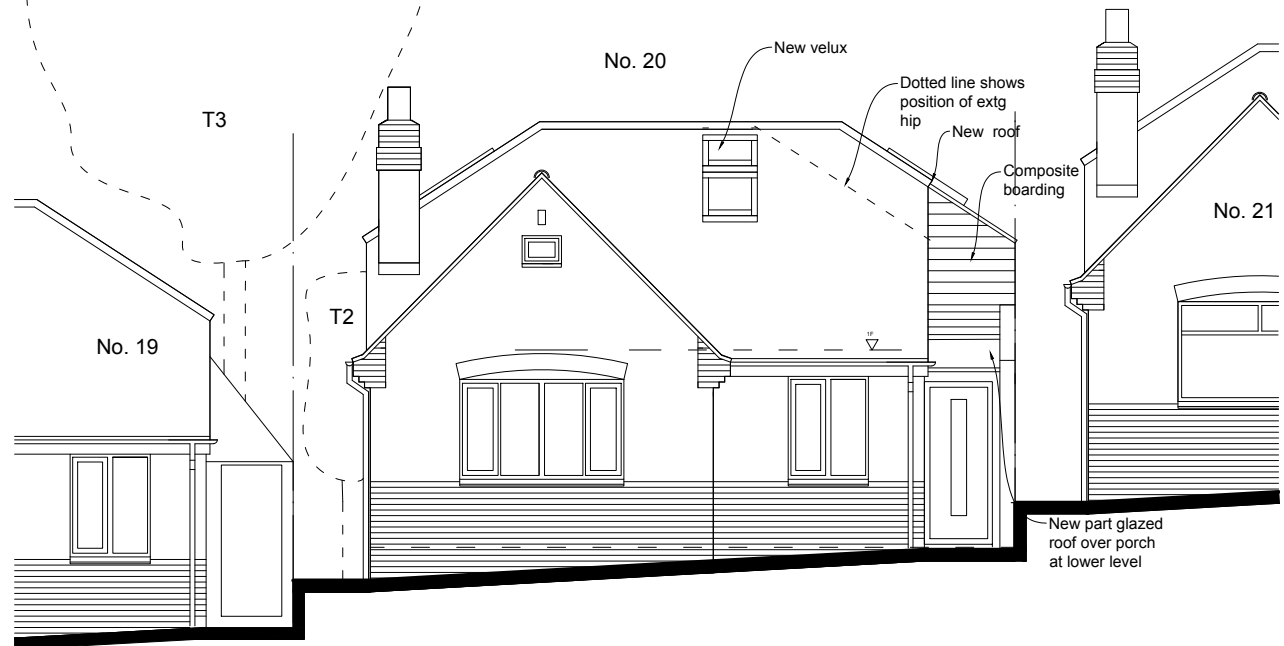 No. 20
New velux
Dotted line shows
position of extg
hip
New roof
Composite
boarding
T3
No. 21
T2
No. 19
1F
New part glazed
roof over porch
at lower level